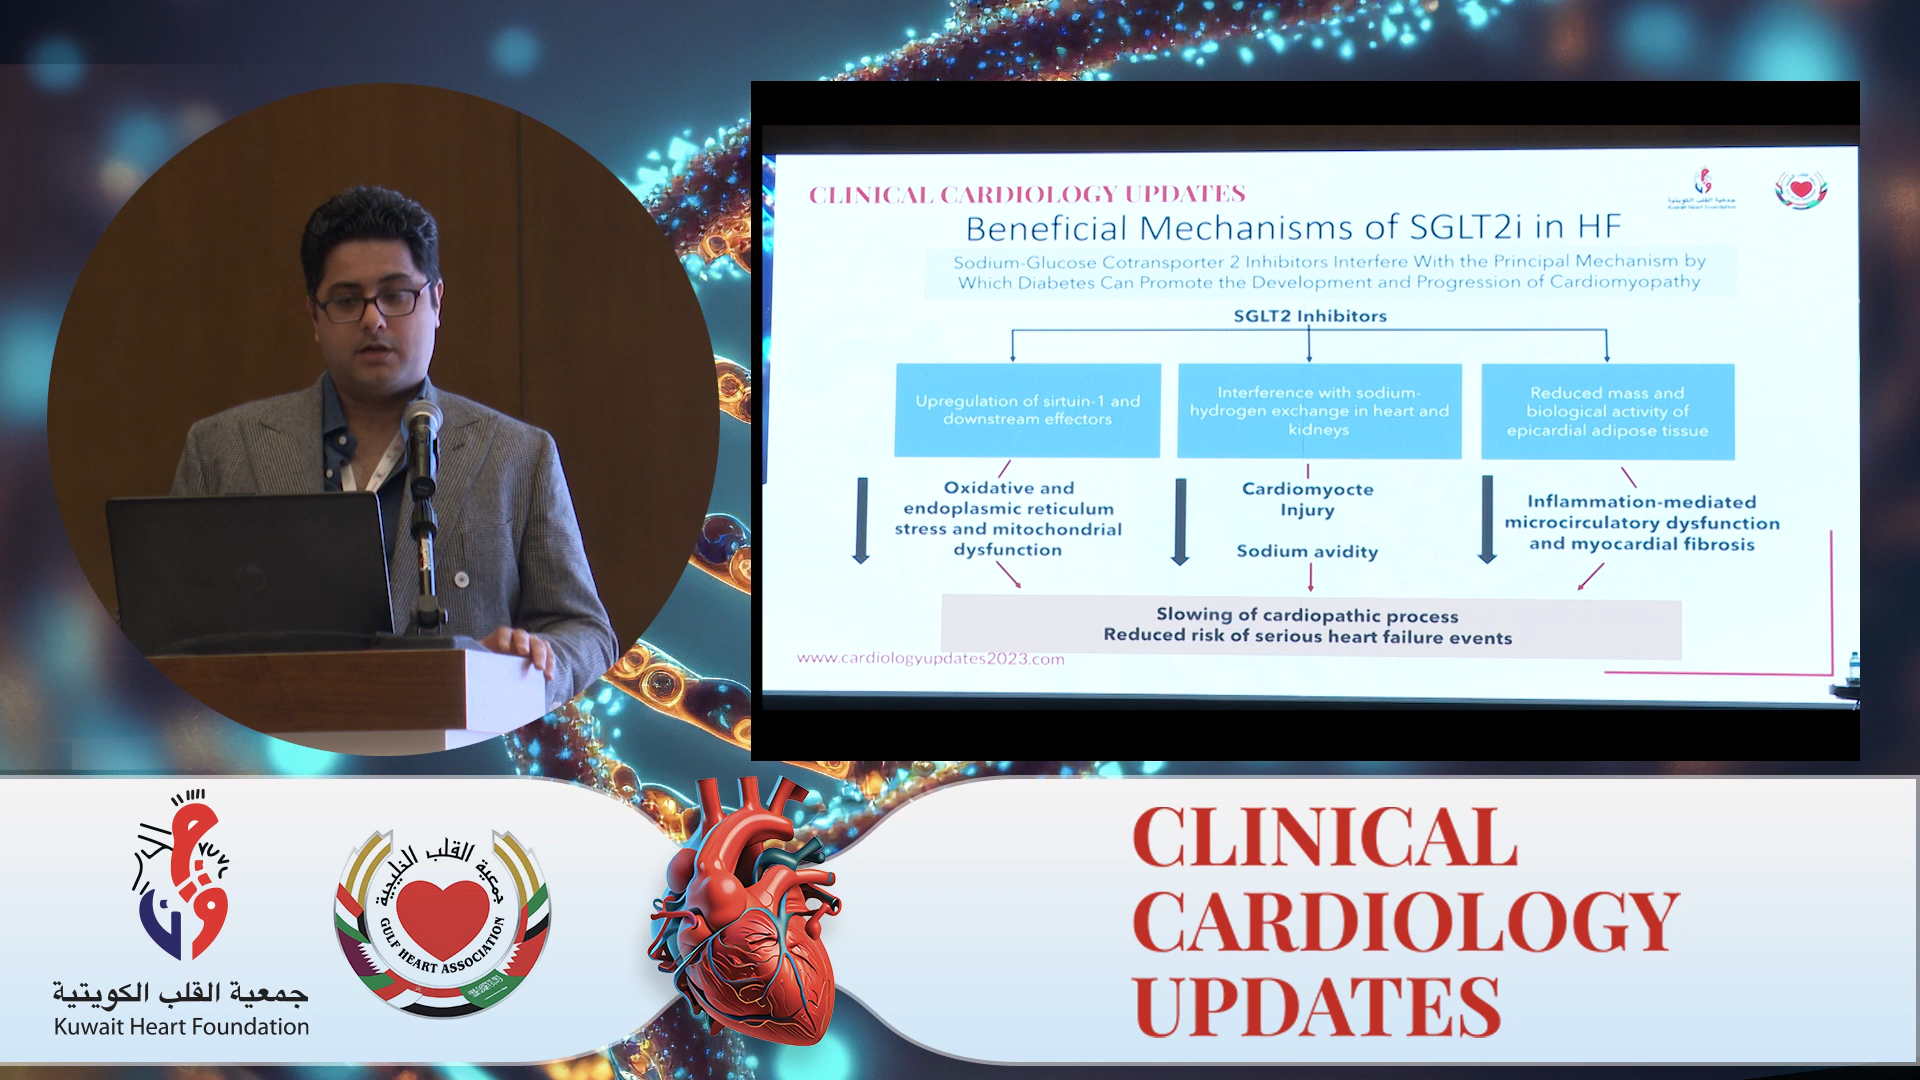 CLINICAL CARDIOLOGY UPDATES
Beneficial Mechanisms of SGLT2i in HF
Sodium-Glucose Cotransporter 2 Inhibitors Interfere With the Principal Mechanism by
Which Diabetes Can Promote the Development and Progression of Cardiomyopathy
SGLT2 Inhibitors
Upregulation of sirtuin-1 and
downstream effectors
Interference with sodium-
hydrogen exchange in heart and
kidneys
Reduced mass and
biological activity of
epicardial adipose tissue
Oxidative and
endoplasmic reticulum
stress and mitochondrial
dysfunction
Cardiomyocte
Injury
Sodium avidity
Inflammation-mediated
microcirculatory dysfunction
and myocardial fibrosis
Slowing of cardiopathic process
Reduced risk of serious heart failure events
www.cardiologyupdates2023.com
جمعية القلب الكويتية
Kuwait Heart Foundation
جمعية القلب الخليجية
GULF HEART ASSOCIATION
CLINICAL
CARDIOLOGY
UPDATES